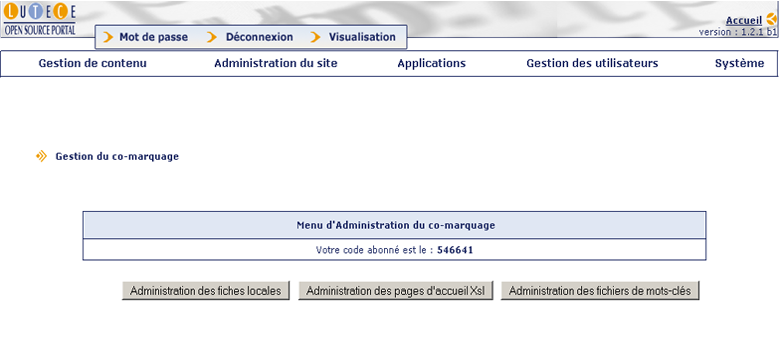 LUTECE
OPEN SOURCE PORTAL
Accueil
version : 1.2.1 b1
Mot de passe Déconnexion Visualisation
Gestion de contenu Administration du site Applications Gestion des utilisateurs Système
Gestion du co-marquage
Menu d'Administration du co-marquage
Votre code abonné est le : 546641
Administration des fiches locales Administration des pages d'accueil Xsl Administration des fichiers de mots-clés